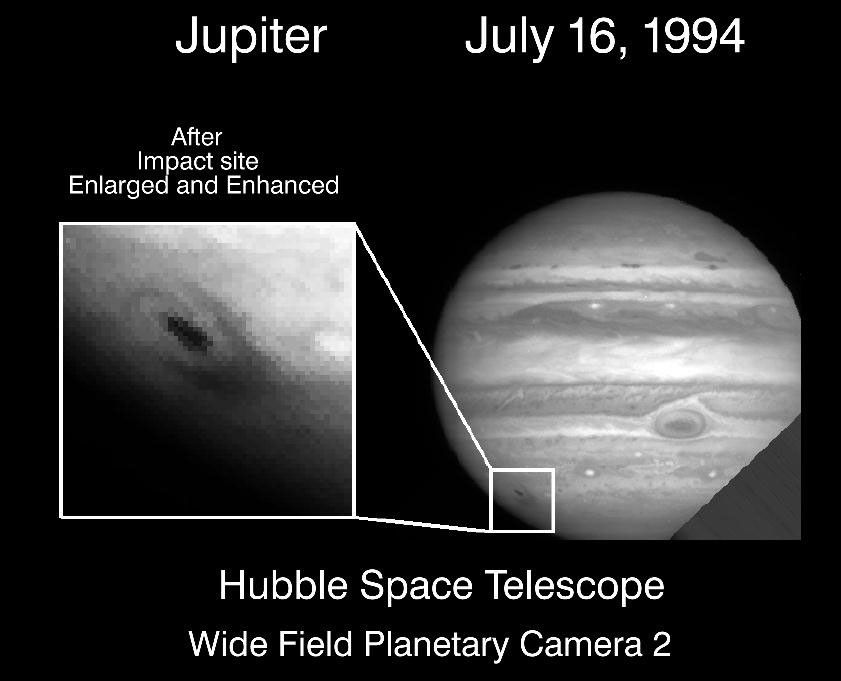 Jupiter July 16, 1994
After
Impact site
Enlarged and Enhanced
Hubble Space Telescope
Wide Field Planetary Camera 2